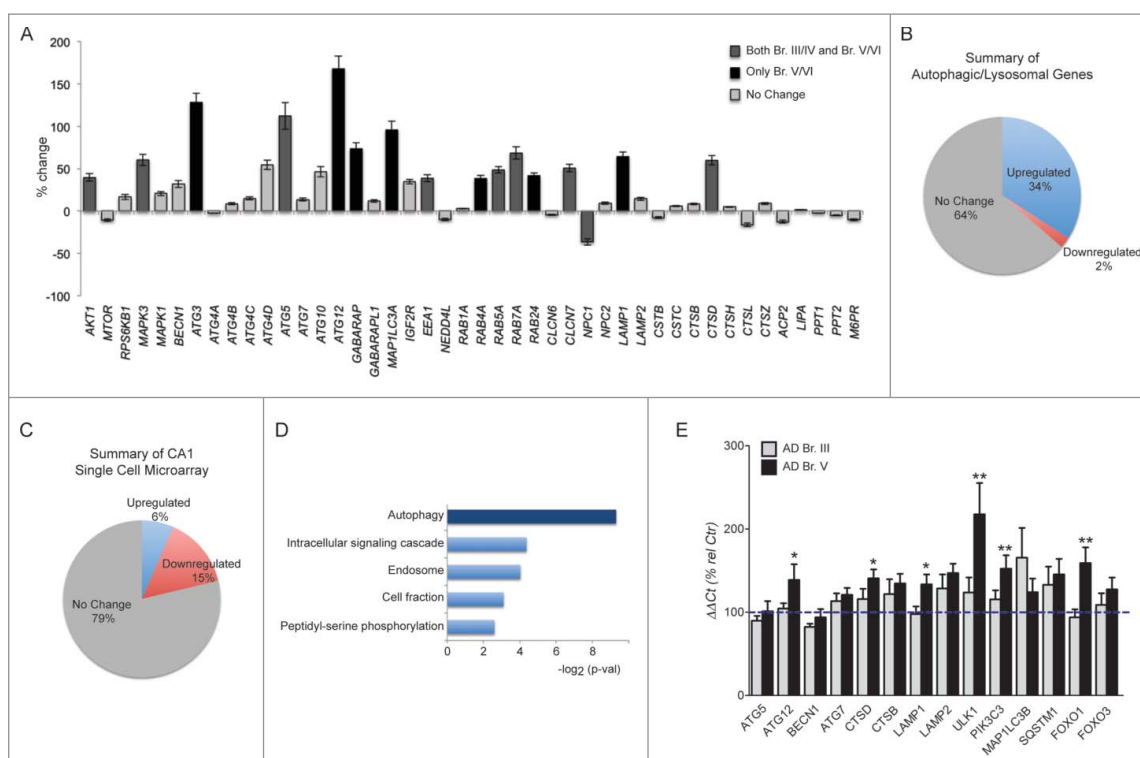 A
Both Br. III/IV and Br. V/VI
Only Br. V/VI
No Change
200
150
100
50
0
-50
-100
% change
AKT1
MTOR
RPS6KB1
MAPK3
MAPK1
BECN1
ATG3
ATG4A
ATG4B
ATG4C
ATG4D
ATG5
ATG7
ATG10
ATG12
GABARAP
GABARAPL1
MAP1LC3A
IGF2R
EEA1
NEDD4L
RAB1A
RAB4A
RAB5A
RAB7A
RAB24
CLCN6
CLCN7
NPC1
NPC2
LAMP1
LAMP2
CSTB
CSTC
CTSB
CTSD
CTSH
CTSL
CTSZ
ACP2
LIPA
PPT1
PPT2
M6PR
B
Summary of
Autophagic/Lysosomal Genes
Upregulated
34%
No Change
64%
Downregulated
2%
C
Summary of CA1
Single Cell Microarray
Upregulated
6%
Downregulated
15%
No Change
79%
D
Autophagy
Intracellular signaling cascade
Endosome
Cell fraction
Peptidyl-serine phosphorylation
0 2 4 6 8
-log2 (p-val)
E
AD Br. III
AD Br. V
300
200
100
0
ΔΔCt (% rel Ctr)
* * * ** ** **
ATG5
ATG12
BECN1
ATG7
CTSD
CTSB
LAMP1
LAMP2
ULK1
PIK3C3
MAP1LC3B
SQSTM1
FOXO1
FOXO3